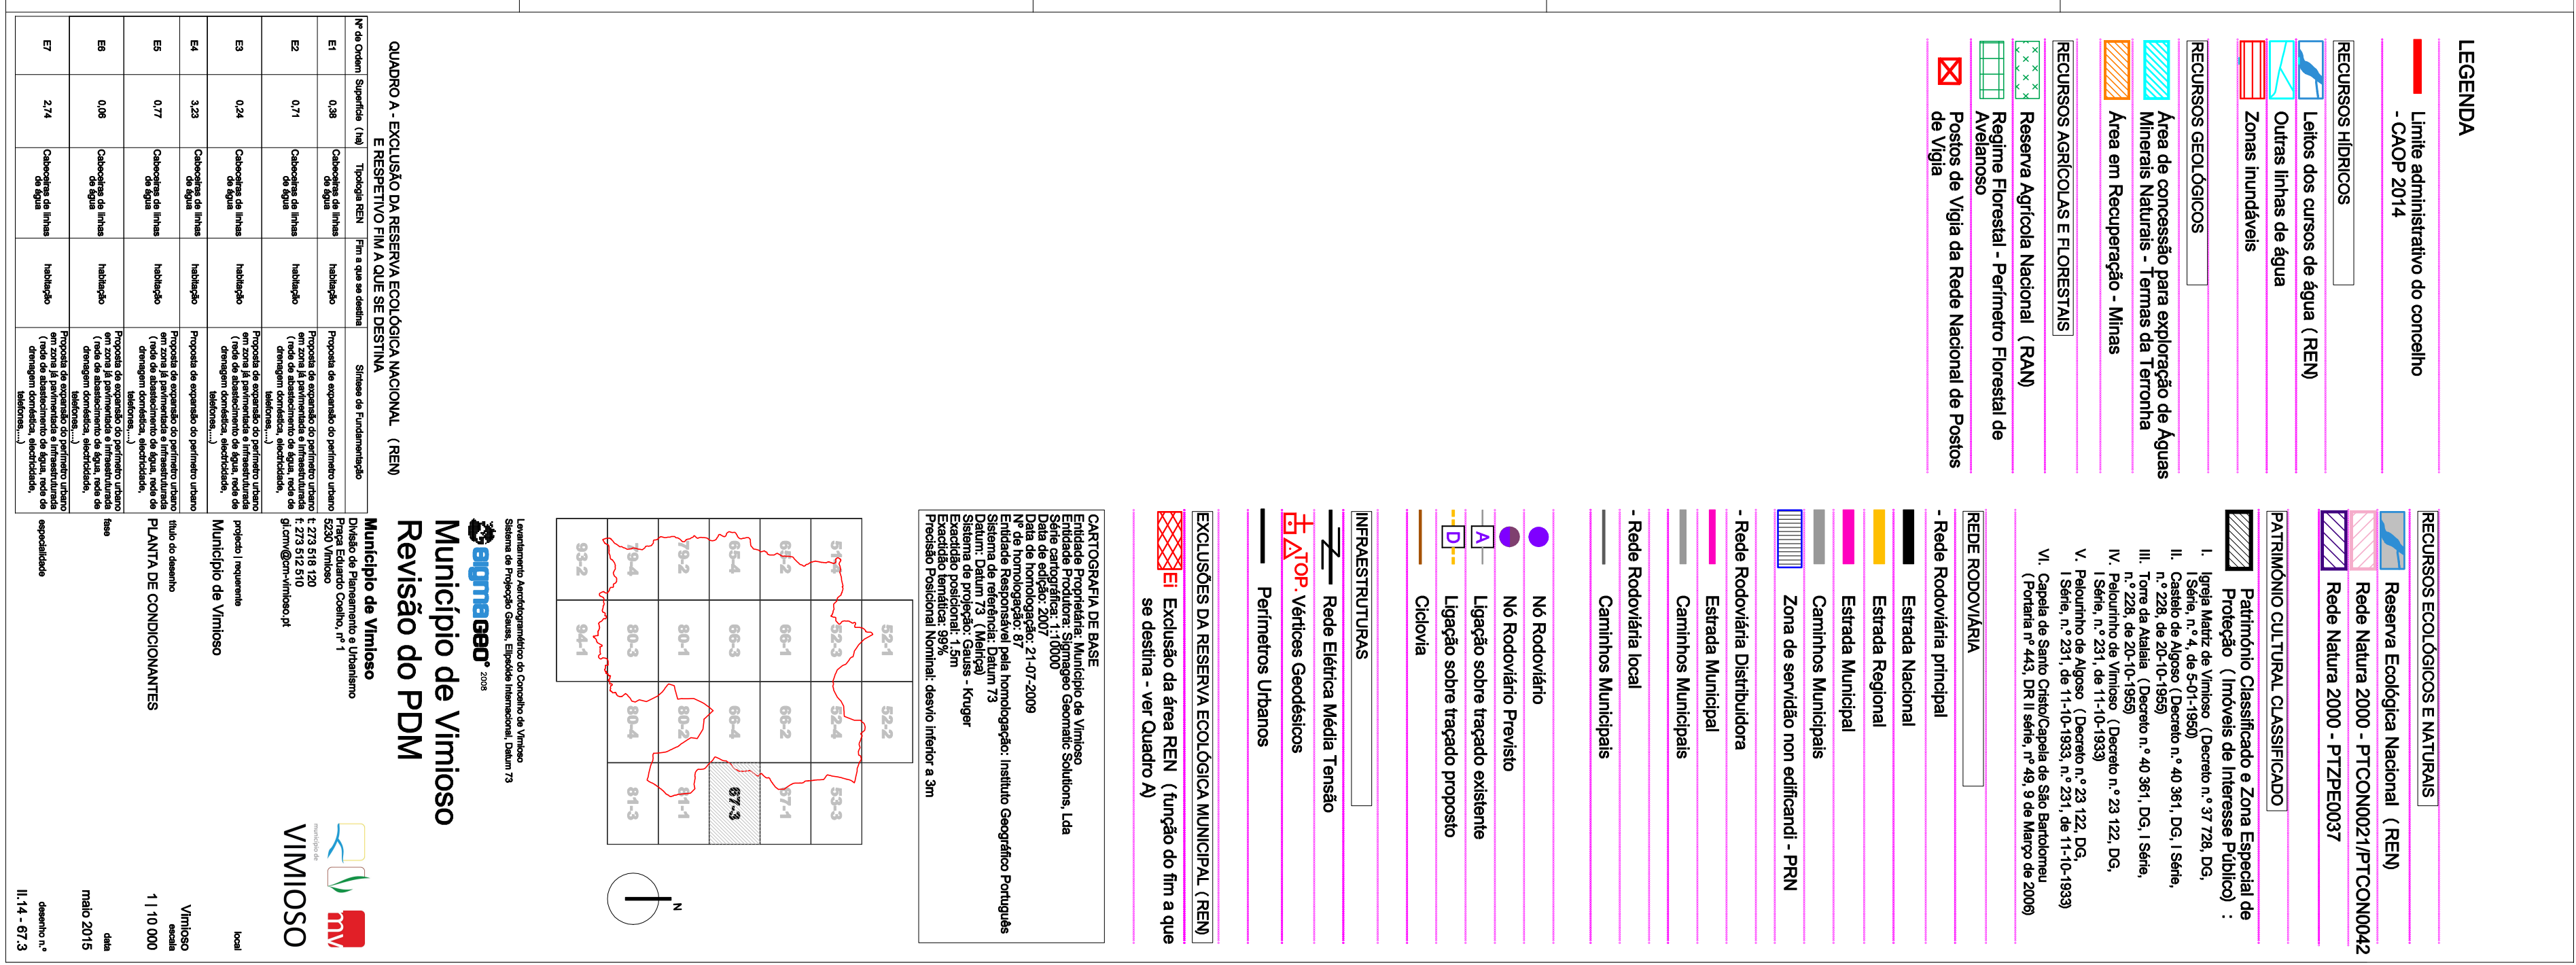 LEGENDA
Limite administrativo do concelho
- CAOP 2014
RECURSOS HÍDRICOS
Leitos dos cursos de água ( REN)
Outras linhas de água
Zonas inundáveis
RECURSOS GEOLÓGICOS
Área de concessão para exploração de Águas
Minerais Naturais - Termas da Terronha
Área em Recuperação - Minas
RECURSOS AGRÍCOLAS E FLORESTAIS
Reserva Agrícola Nacional ( RAN)
Regime Florestal - Perímetro Florestal de
Avelanoso
Postos de Vigia da Rede Nacional de Postos
de Vigia
RECURSOS ECOLÓGICOS E NATURAIS
Reserva Ecológica Nacional ( REN)
Rede Natura 2000 - PTCON0021/PTCON0042
Rede Natura 2000 - PTZPE0037
PATRIMÓNIO CULTURAL CLASSIFICADO
Património Classificado e Zona Especial de
Proteção ( Imóveis de Interesse Público) :
I. Igreja Matriz de Vimioso ( Decreto n.º 37 728, DG,
I Série, n.º 4, de 5-01-1950)
II. Castelo de Algoso ( Decreto n.º 40 361, DG, I Série,
n.º 228, de 20-10-1955)
III. Torre da Atalaia ( Decreto n.º 40 361, DG, I Série,
n.º 228, de 20-10-1955)
IV. Pelourinho de Vimioso ( Decreto n.º 23 122, DG,
I Série, n.º 231, de 11-10-1933)
V. Pelourinho de Algoso ( Decreto n.º 23 122, DG,
I Série, n.º 231, de 11-10-1933, n.º 231, de 11-10-1933)
VI. Capela de Santo Cristo/Capela de São Bartolomeu
( Portaria nº 443, DR II série, nº 49, 9 de Março de 2006)
REDE RODOVIÁRIA
- Rede Rodoviária principal
Estrada Nacional
Estrada Regional
Estrada Municipal
Caminhos Municipais
Zona de servidão non edificandi - PRN
- Rede Rodoviária Distribuidora
Estrada Municipal
Caminhos Municipais
- Rede Rodoviária local
Caminhos Municipais
Nó Rodoviário
Nó Rodoviário Previsto
A Ligação sobre traçado existente
D Ligação sobre traçado proposto
Ciclovia
INFRAESTRUTURAS
Rede Elétrica Média Tensão
TOP. Vértices Geodésicos
Perímetros Urbanos
EXCLUSÕES DA RESERVA ECOLÓGICA MUNICIPAL ( REN)
Ei Exclusão da área REN ( função do fim a que
se destina - ver Quadro A)
CARTOGRAFIA DE BASE
Entidade Proprietária: Município de Vimioso
Entidade Produtora: Sigmageo Geomatic Solutions, Lda
Série cartográfica: 1:10000
Data de edição: 2007
Data de homologação: 21-07-2009
Nº de homologação: 87
Entidade Responsável pela homologação: Instituto Geográfico Português
Sistema de referência: Datum 73
Datum: Datum 73 ( Melriça)
Sistema de projeção: Gauss - Kruger
Exactidão posicional: 1.5m
Exactidão temática: 99%
Precisão Posicional Nominal: desvio inferior a 3m
52-1 52-2
51-4 52-3 52-4 53-3
65-2 66-1 66-2 67-1
65-4 66-3 66-4 67-3
79-2 80-1 80-2 81-1
79-4 80-3 80-4 81-3
93-2 94-1
N
Levantamento Aerofotogramétrico do Concelho de Vimioso
Sistema de Projecção Gauss, Elipsóide Internacional, Datum 73
sigmageo® 2008
Município de Vimioso
Revisão do PDM
QUADRO A - EXCLUSÃO DA RESERVA ECOLÓGICA NACIONAL ( REN)
E RESPETIVO FIM A QUE SE DESTINA
Nº de Ordem Superfície ( ha) Tipologia REN Fim a que se destina Síntese de Fundamentação
E1 0,38 Cabeceiras de linhas de água habitação Proposta de expansão do perímetro urbano
E2 0,71 Cabeceiras de linhas de água habitação Proposta de expansão do perímetro urbano em zona já pavimentada e infraestruturada ( rede de abastecimento de água, rede de drenagem doméstica, electricidade, telefones,...)
E3 0,24 Cabeceiras de linhas de água habitação Proposta de expansão do perímetro urbano em zona já pavimentada e infraestruturada ( rede de abastecimento de água, rede de drenagem doméstica, electricidade, telefones,...)
E4 3,23 Cabeceiras de linhas de água habitação Proposta de expansão do perímetro urbano
E5 0,77 Cabeceiras de linhas de água habitação Proposta de expansão do perímetro urbano em zona já pavimentada e infraestruturada ( rede de abastecimento de água, rede de drenagem doméstica, electricidade, telefones,...)
E6 0,06 Cabeceiras de linhas de água habitação Proposta de expansão do perímetro urbano em zona já pavimentada e infraestruturada ( rede de abastecimento de água, rede de drenagem doméstica, electricidade, telefones,...)
E7 2,74 Cabeceiras de linhas de água habitação Proposta de expansão do perímetro urbano em zona já pavimentada e infraestruturada ( rede de abastecimento de água, rede de drenagem doméstica, electricidade, telefones,...)
Município de Vimioso
Divisão de Planeamento e Urbanismo
Praça Eduardo Coelho, nº 1
5230 Vimioso
t: 273 518 120
f: 273 512 510
gi.cmv@cm-vimioso.pt
mv
município de
VIMIOSO
projecto | requerente
Município de Vimioso
local
Vimioso
título do desenho
PLANTA DE CONDICIONANTES
escala
1 | 10 000
fase
data
maio 2015
especialidade
desenho n.º
II.14 - 67.3